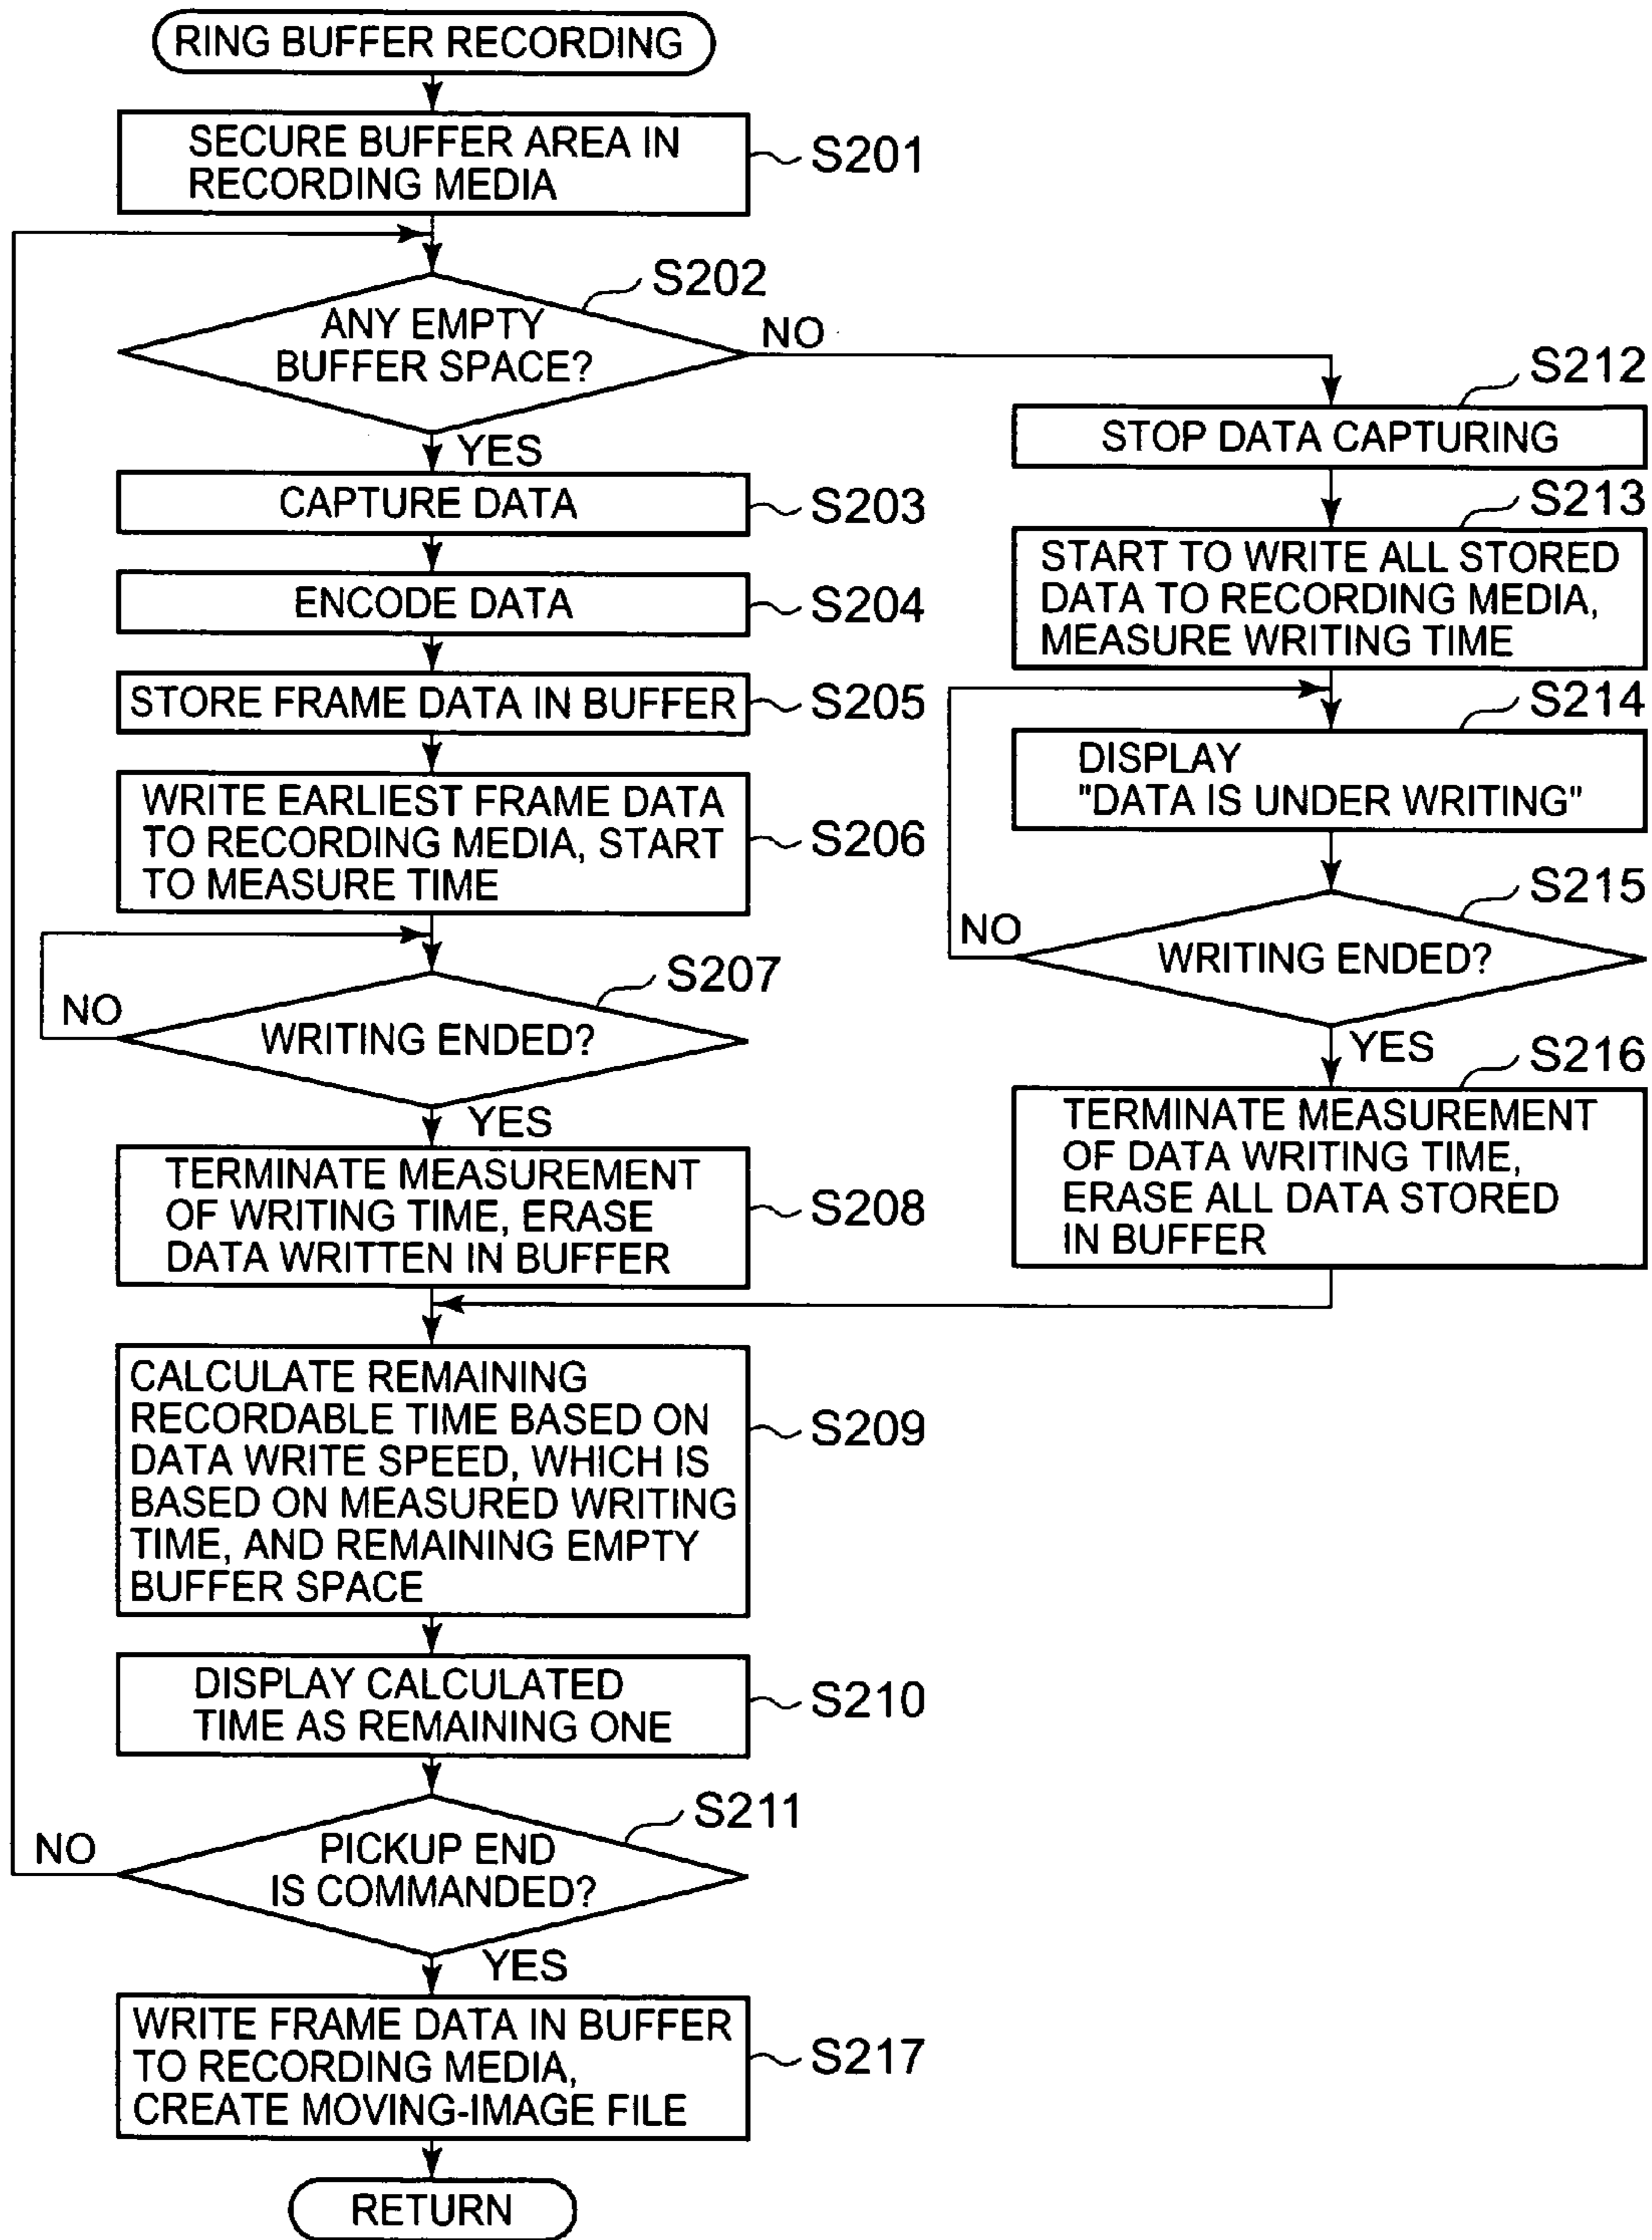 RING BUFFER RECORDING
SECURE BUFFER AREA IN
RECORDING MEDIA
S201
S202
ANY EMPTY
BUFFER SPACE?
NO
YES
CAPTURE DATA
S203
ENCODE DATA
S204
STORE FRAME DATA IN BUFFER
S205
WRITE EARLIEST FRAME DATA
TO RECORDING MEDIA, START
TO MEASURE TIME
S206
S207
NO
WRITING ENDED?
YES
TERMINATE MEASUREMENT
OF WRITING TIME, ERASE
DATA WRITTEN IN BUFFER
S208
S212
STOP DATA CAPTURING
S213
START TO WRITE ALL STORED
DATA TO RECORDING MEDIA,
MEASURE WRITING TIME
S214
DISPLAY
"DATA IS UNDER WRITING"
S215
NO
WRITING ENDED?
YES
S216
TERMINATE MEASUREMENT
OF DATA WRITING TIME,
ERASE ALL DATA STORED
IN BUFFER
CALCULATE REMAINING
RECORDABLE TIME BASED ON
DATA WRITE SPEED, WHICH IS
BASED ON MEASURED WRITING
TIME, AND REMAINING EMPTY
BUFFER SPACE
S209
DISPLAY CALCULATED
TIME AS REMAINING ONE
S210
S211
NO
PICKUP END
IS COMMANDED?
YES
WRITE FRAME DATA IN BUFFER
TO RECORDING MEDIA,
CREATE MOVING-IMAGE FILE
S217
RETURN